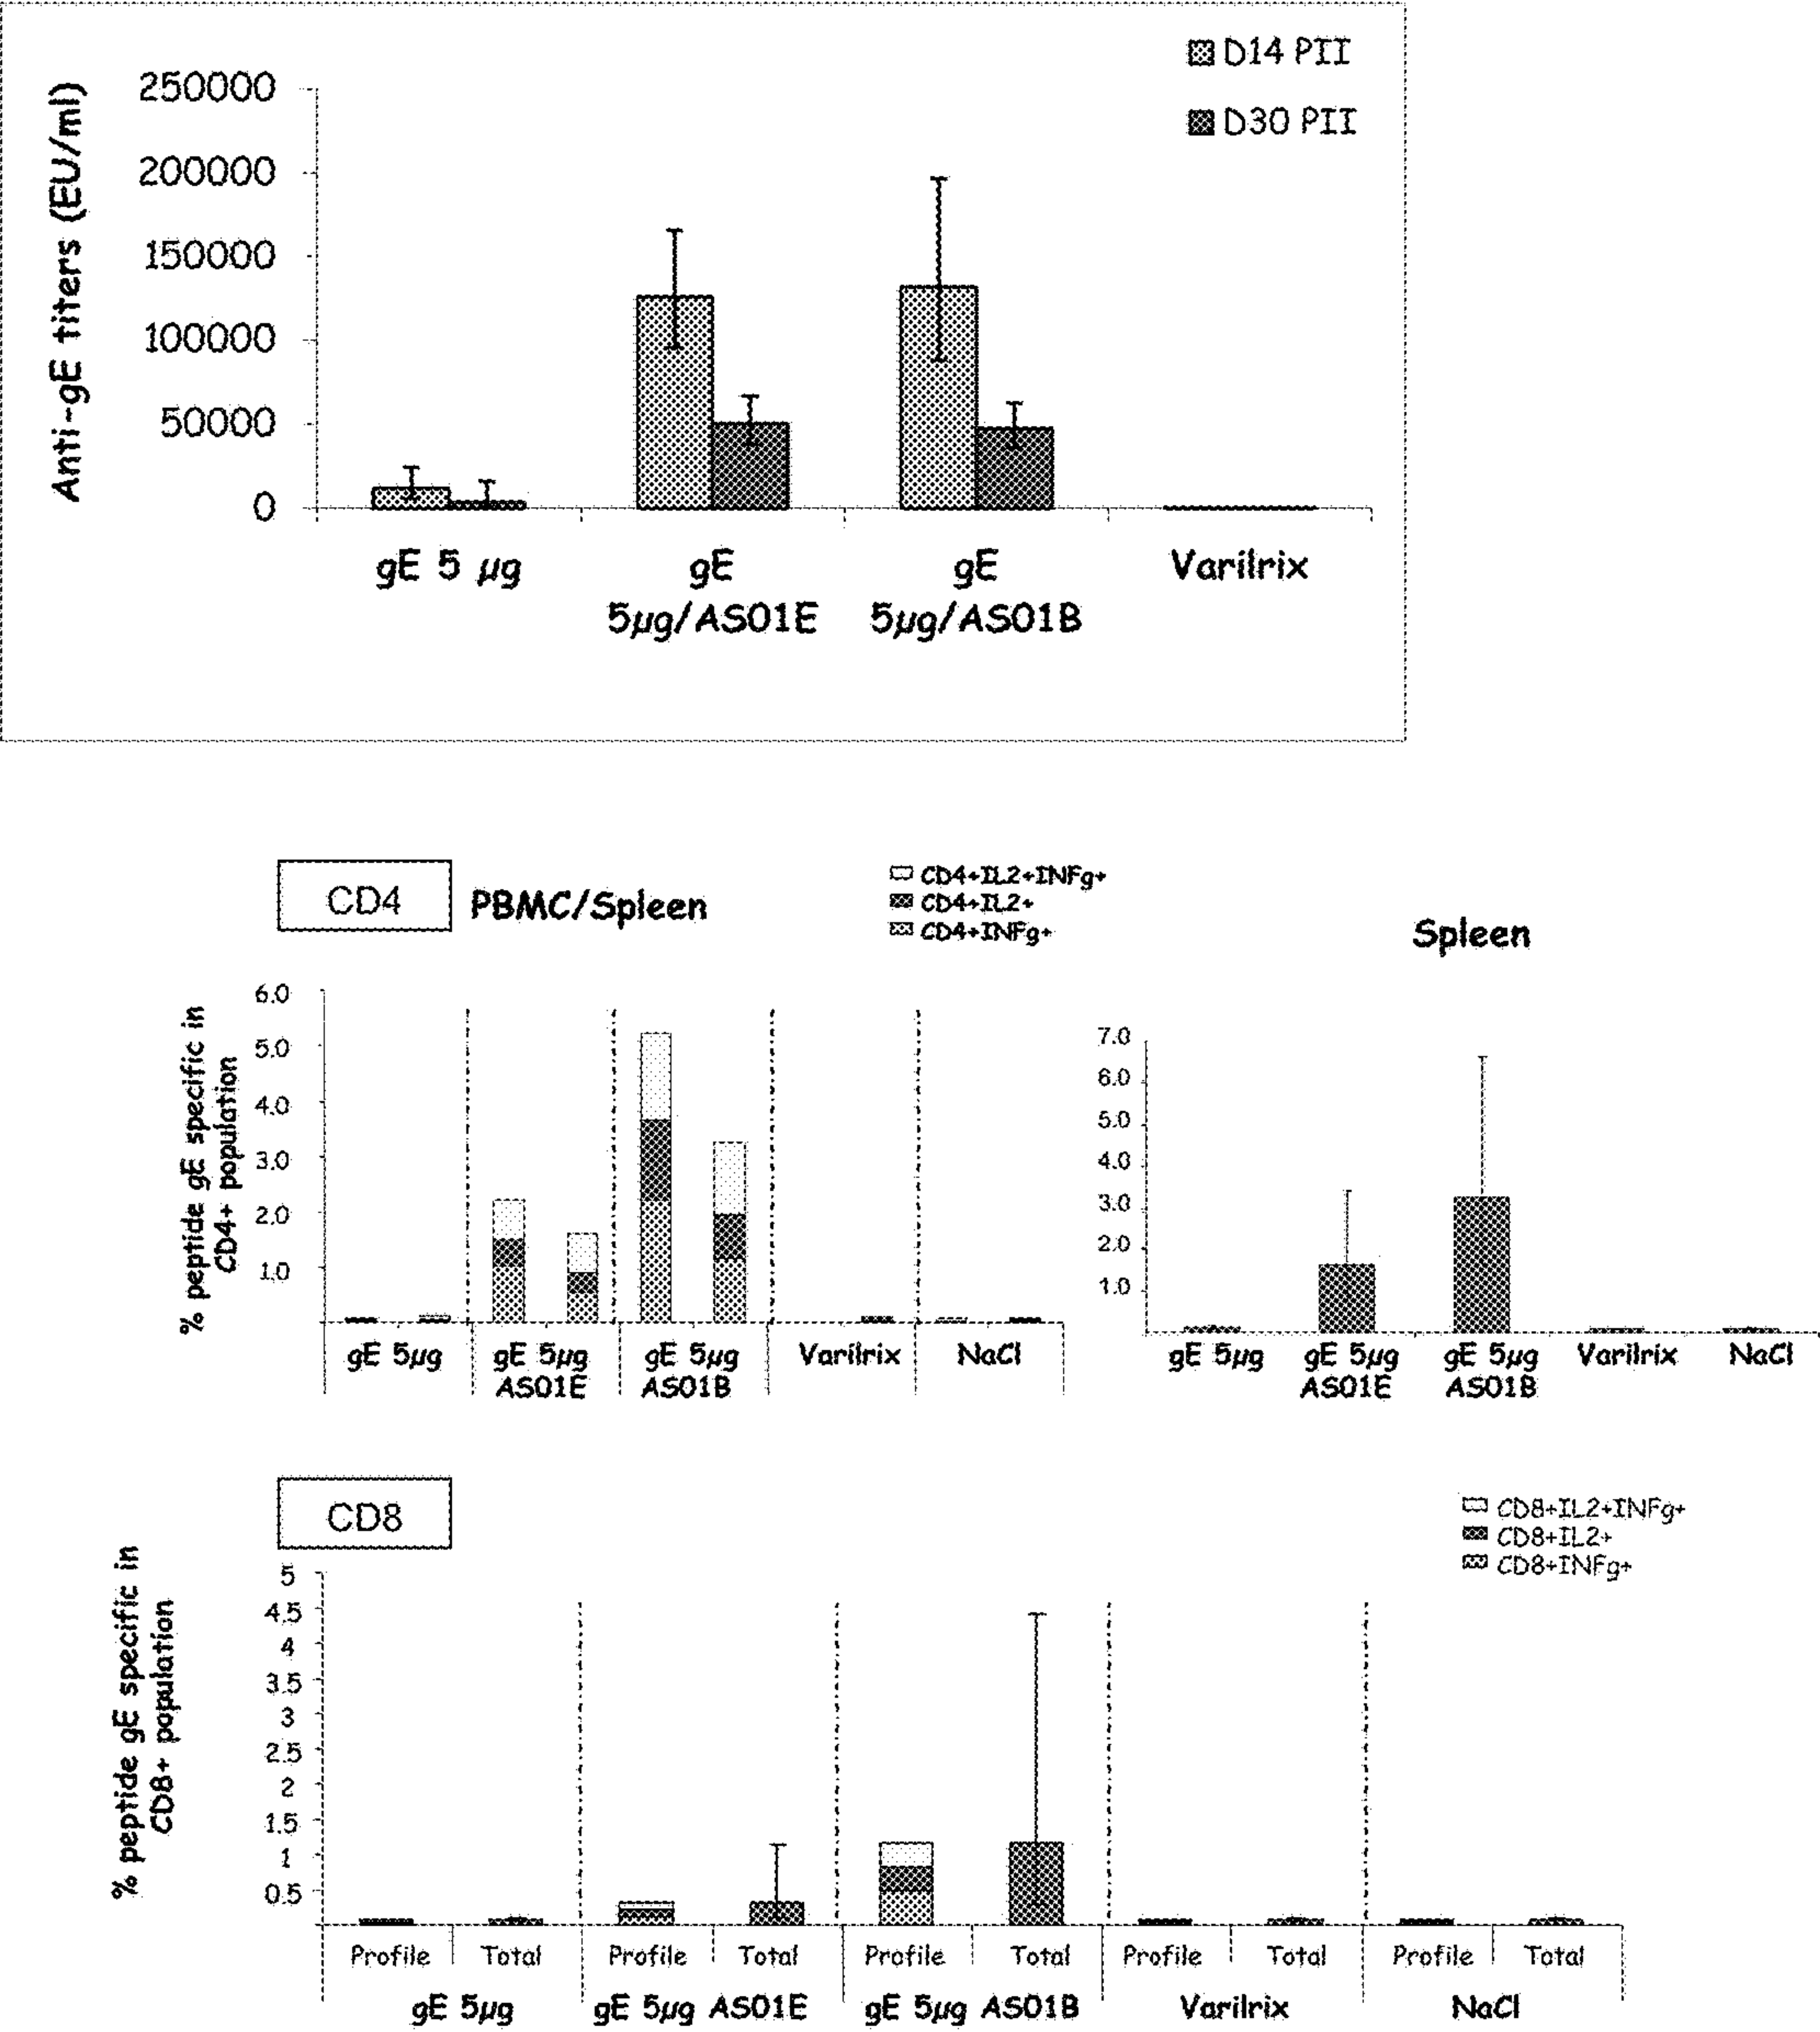 D14 PII
D30 PII
Anti-gE titers (EU/ml)
250000
200000
150000
100000
50000
0
gE 5 µg
gE
5µg/AS01E
gE
5µg/AS01B
Varilrix
CD4
PBMC/Spleen
CD4+IL2+INFg+
CD4+IL2+
CD4+INFg+
Spleen
% peptide gE specific in
CD4+ population
6.0
5.0
4.0
3.0
2.0
1.0
gE 5µg
gE 5µg
AS01E
gE 5µg
AS01B
Varilrix
NaCl
7.0
6.0
5.0
4.0
3.0
2.0
1.0
gE 5µg
gE 5µg
AS01E
gE 5µg
AS01B
Varilrix
NaCl
CD8
CD8+IL2+INFg+
CD8+IL2+
CD8+INFg+
% peptide gE specific in
CD8+ population
5
4.5
4
3.5
3
2.5
2
1.5
1
0.5
Profile Total Profile Total Profile Total Profile Total Profile Total
gE 5µg gE 5µg AS01E gE 5µg AS01B Varilrix NaCl